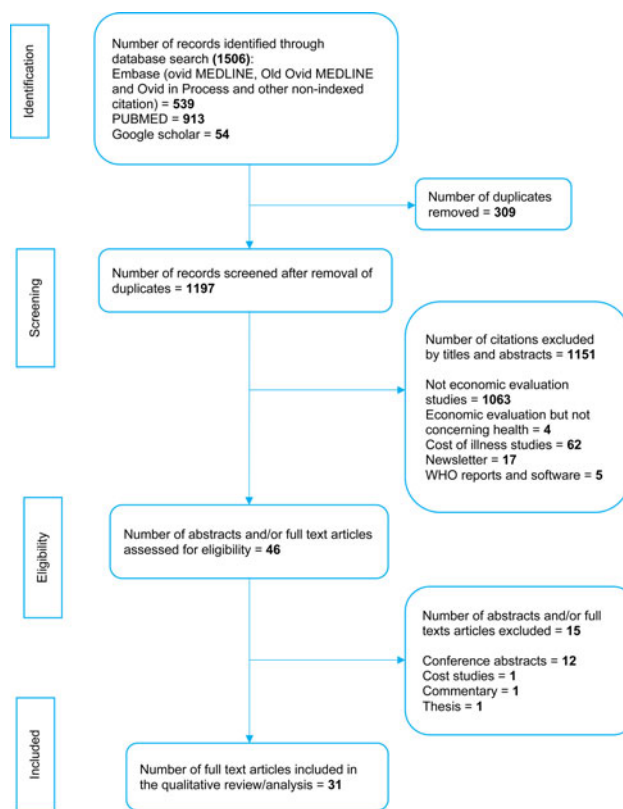 Identification
Number of records identified through
database search (1506):
Embase (ovid MEDLINE, Old Ovid MEDLINE
and Ovid in Process and other non-indexed
citation) = 539
PUBMED = 913
Google scholar = 54
Number of duplicates
removed = 309
Screening
Number of records screened after removal of
duplicates = 1197
Number of citations excluded
by titles and abstracts = 1151
Not economic evaluation
studies = 1063
Economic evaluation but not
concerning health = 4
Cost of illness studies = 62
Newsletter = 17
WHO reports and software = 5
Eligibility
Number of abstracts and/or full text articles
assessed for eligibility = 46
Number of abstracts and/or full
texts articles excluded = 15
Conference abstracts = 12
Cost studies = 1
Commentary = 1
Thesis = 1
Included
Number of full text articles included in
the qualitative review/analysis = 31